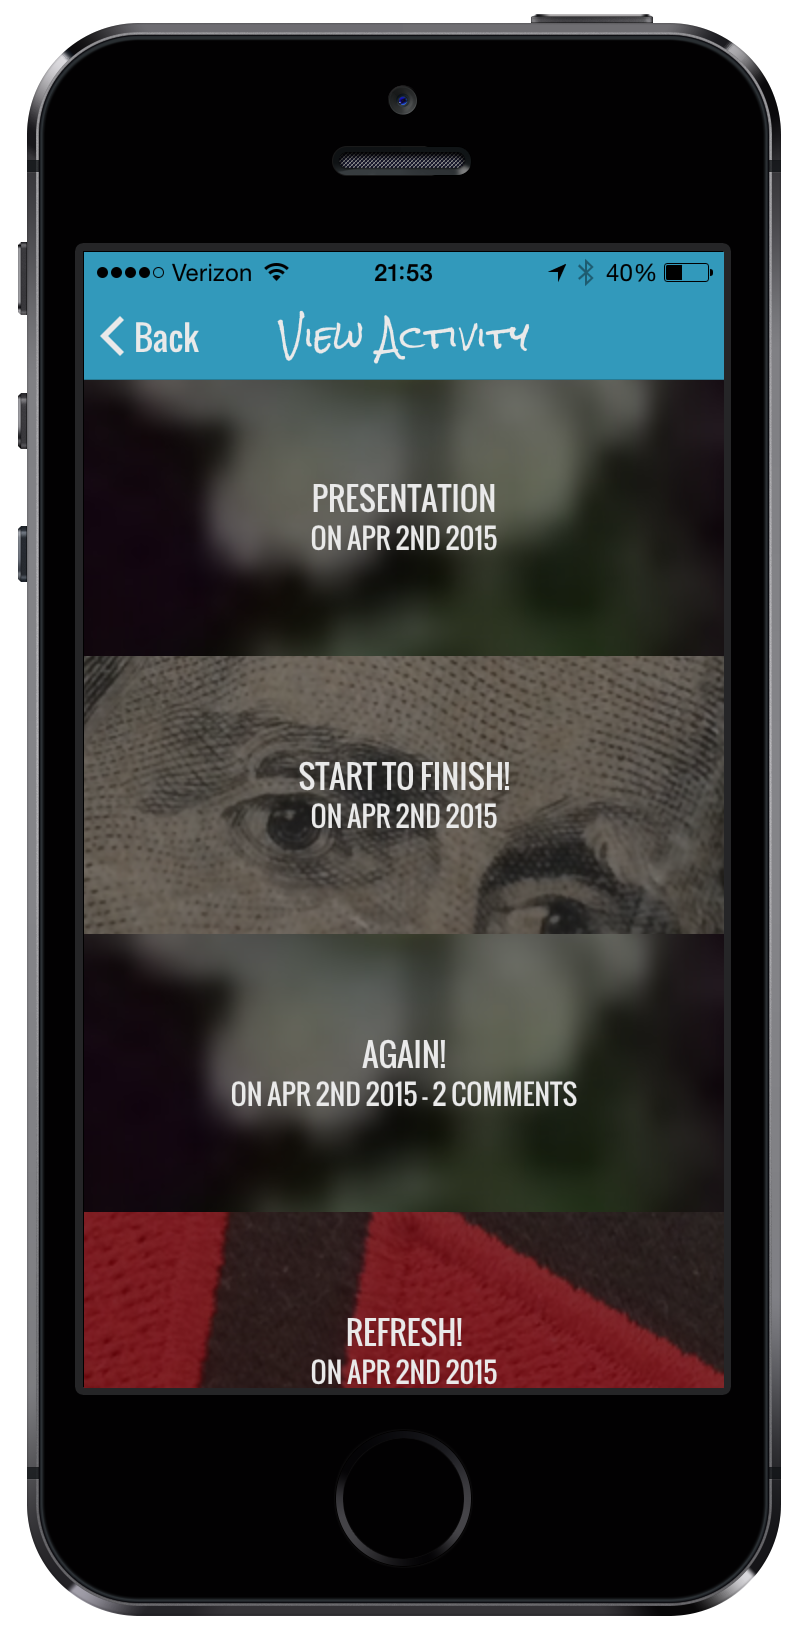 Verizon 21:53 40%
Back View Activity
PRESENTATION
ON APR 2ND 2015
START TO FINISH!
ON APR 2ND 2015
AGAIN!
ON APR 2ND 2015 - 2 COMMENTS
REFRESH!
ON APR 2ND 2015